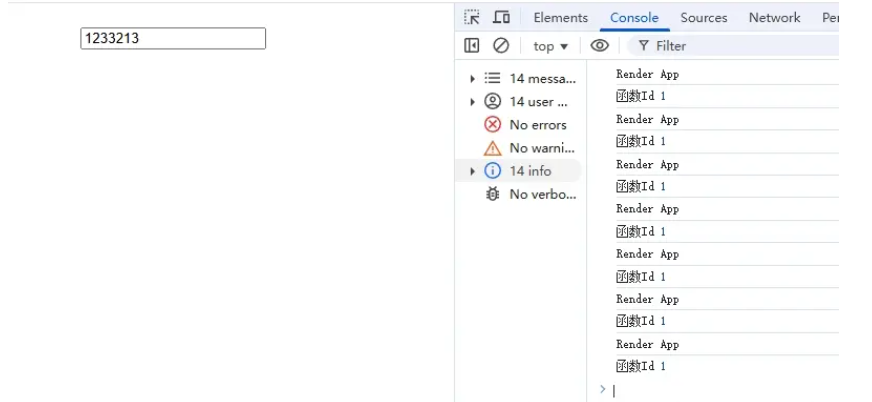 1233213
Elements Console Sources Network Per
top ▼ Filter
14 messa...
14 user ...
No errors
No warni...
14 info
No verbo...
Render App
函数Id 1
Render App
函数Id 1
Render App
函数Id 1
Render App
函数Id 1
Render App
函数Id 1
Render App
函数Id 1
Render App
函数Id 1